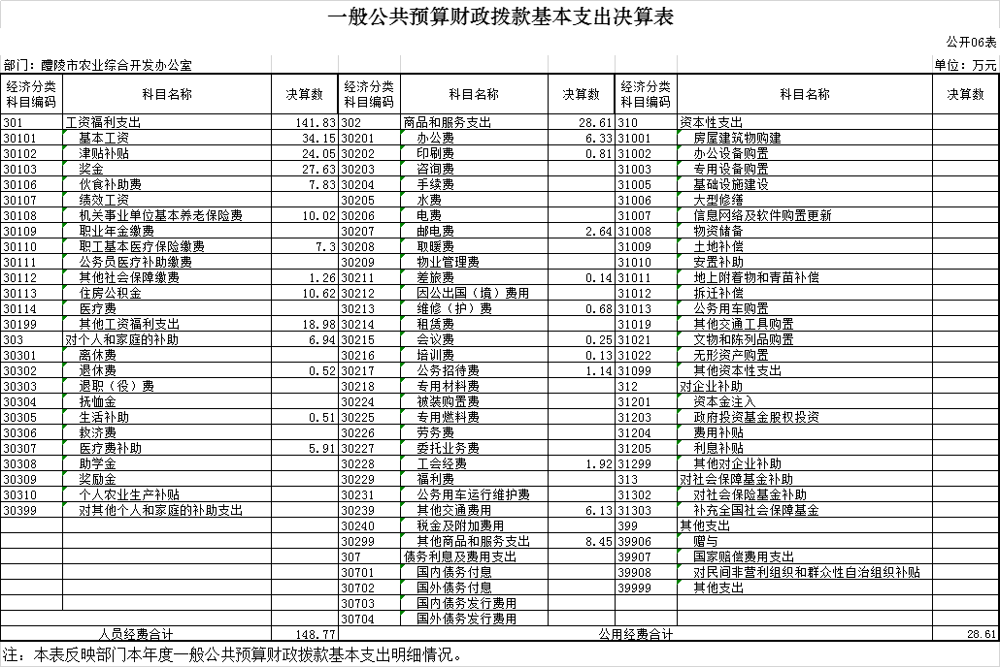 一般公共预算财政拨款基本支出决算表
公开06表
部门：醴陵市农业综合开发办公室 单位：万元
经济分类科目编码 科目名称 决算数 经济分类科目编码 科目名称 决算数 经济分类科目编码 科目名称 决算数
301 工资福利支出 141.83 302 商品和服务支出 28.61 310 资本性支出
30101 基本工资 34.15 30201 办公费 6.33 31001 房屋建筑物购建
30102 津贴补贴 24.05 30202 印刷费 0.81 31002 办公设备购置
30103 奖金 27.63 30203 咨询费 31003 专用设备购置
30106 伙食补助费 7.83 30204 手续费 31005 基础设施建设
30107 绩效工资 30205 水费 31006 大型修缮
30108 机关事业单位基本养老保险费 10.02 30206 电费 31007 信息网络及软件购置更新
30109 职业年金缴费 30207 邮电费 2.64 31008 物资储备
30110 职工基本医疗保险缴费 7.3 30208 取暖费 31009 土地补偿
30111 公务员医疗补助缴费 30209 物业管理费 31010 安置补助
30112 其他社会保障缴费 1.26 30211 差旅费 0.14 31011 地上附着物和青苗补偿
30113 住房公积金 10.62 30212 因公出国（境）费用 31012 拆迁补偿
30114 医疗费 30213 维修（护）费 0.68 31013 公务用车购置
30199 其他工资福利支出 18.98 30214 租赁费 31019 其他交通工具购置
303 对个人和家庭的补助 6.94 30215 会议费 0.25 31021 文物和陈列品购置
30301 离休费 30216 培训费 0.13 31022 无形资产购置
30302 退休费 0.52 30217 公务招待费 1.14 31099 其他资本性支出
30303 退职（役）费 30218 专用材料费 312 对企业补助
30304 抚恤金 30224 被装购置费 31201 资本金注入
30305 生活补助 0.51 30225 专用燃料费 31203 政府投资基金股权投资
30306 救济费 30226 劳务费 31204 费用补贴
30307 医疗费补助 5.91 30227 委托业务费 31205 利息补贴
30308 助学金 30228 工会经费 1.92 31299 其他对企业补助
30309 奖励金 30229 福利费 313 对社会保障基金补助
30310 个人农业生产补贴 30231 公务用车运行维护费 31302 对社会保险基金补助
30399 对其他个人和家庭的补助支出 30239 其他交通费用 6.13 31303 补充全国社会保障基金
30240 税金及附加费用 399 其他支出
30299 其他商品和服务支出 8.45 39906 赠与
307 债务利息及费用支出 39907 国家赔偿费用支出
30701 国内债务付息 39908 对民间非营利组织和群众性自治组织补贴
30702 国外债务付息 39999 其他支出
30703 国内债务发行费用
30704 国外债务发行费用
人员经费合计 148.77 公用经费合计 28.61
注：本表反映部门本年度一般公共预算财政拨款基本支出明细情况。